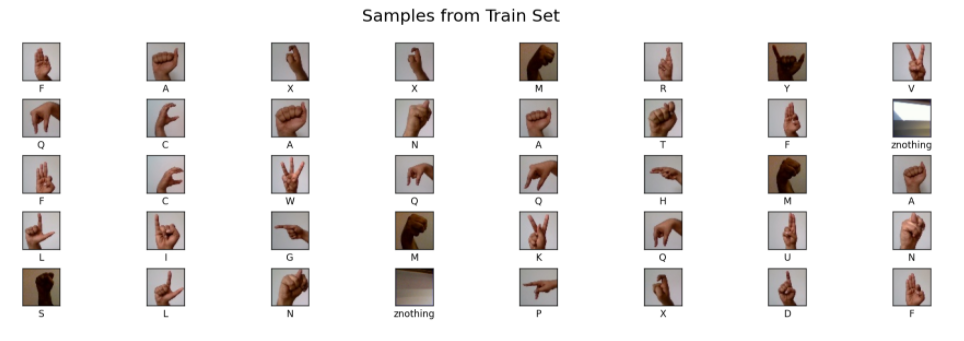 Samples from Train Set
F A X X M R Y V
Q C A N A T F znothing
F C W Q Q H M A
L I G M K Q U N
S L N znothing P X D F